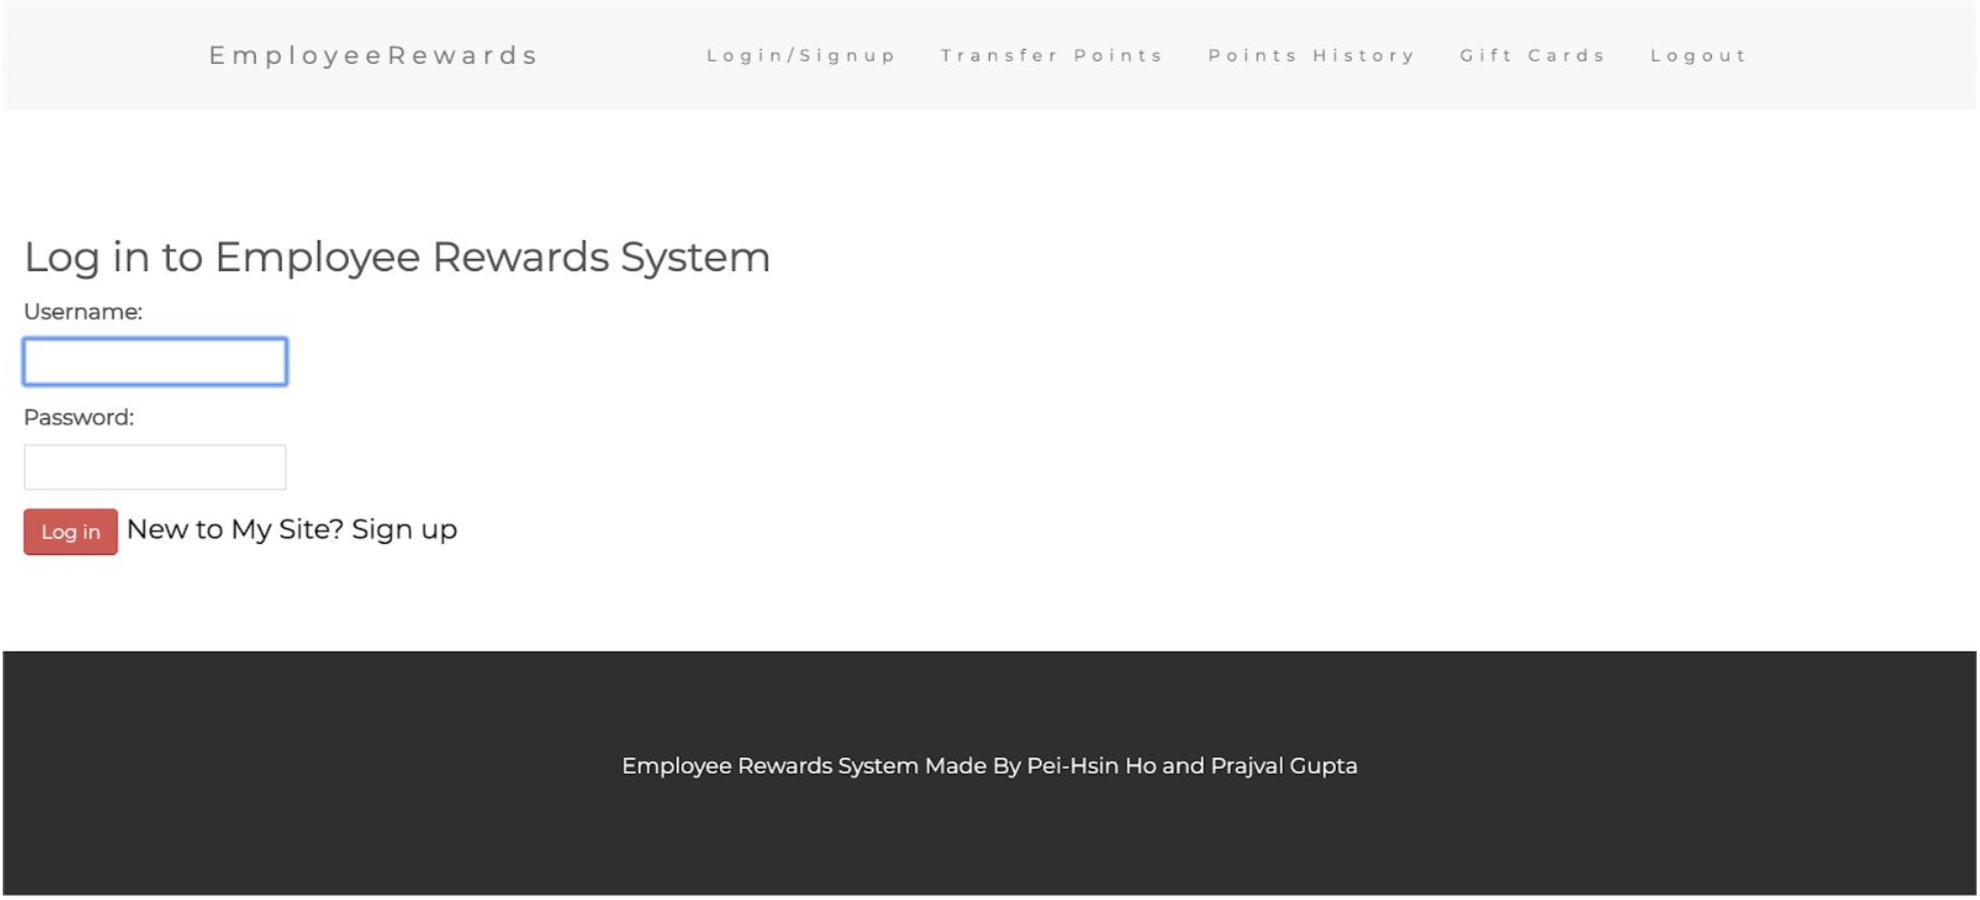 EmployeeRewards Login/Signup Transfer Points Points History Gift Cards Logout
Log in to Employee Rewards System
Username:
Password:
Log in New to My Site? Sign up
Employee Rewards System Made By Pei-Hsin Ho and Prajval Gupta